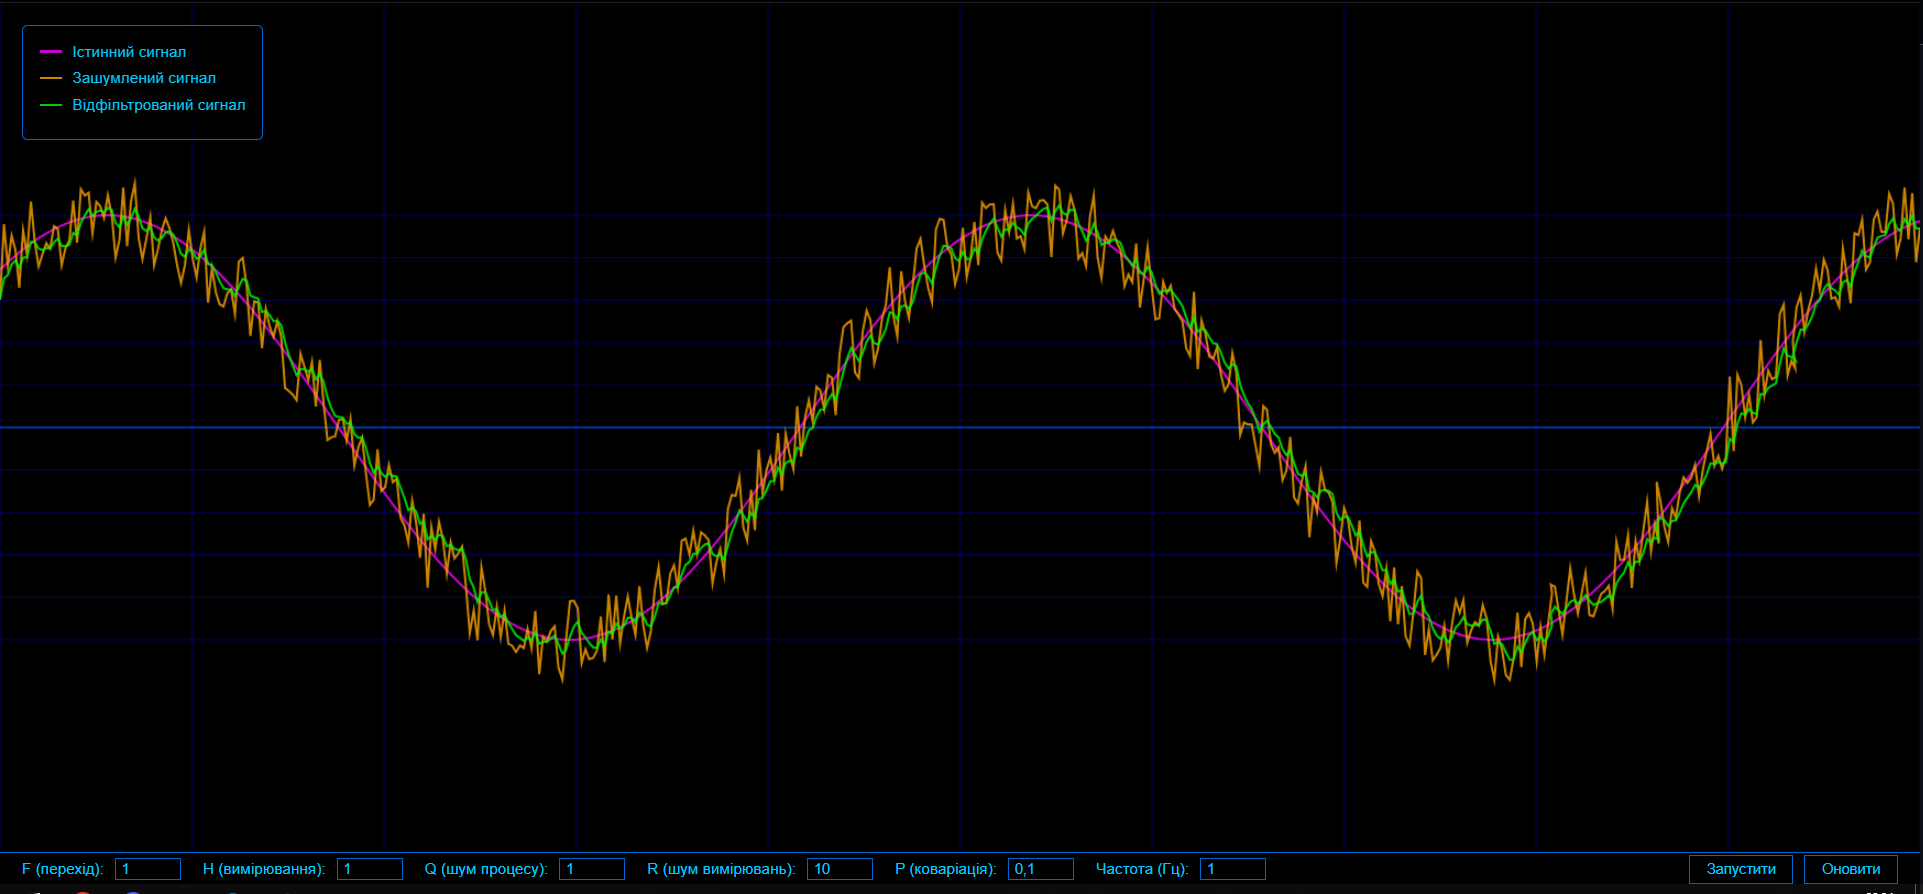 Істинний сигнал
Зашумлений сигнал
Відфільтрований сигнал
F (перехід): 1 H (вимірювання): 1 Q (шум процесу): 1 R (шум вимірювань): 10 P (коваріація): 0,1 Частота (Гц): 1 Запустити Оновити